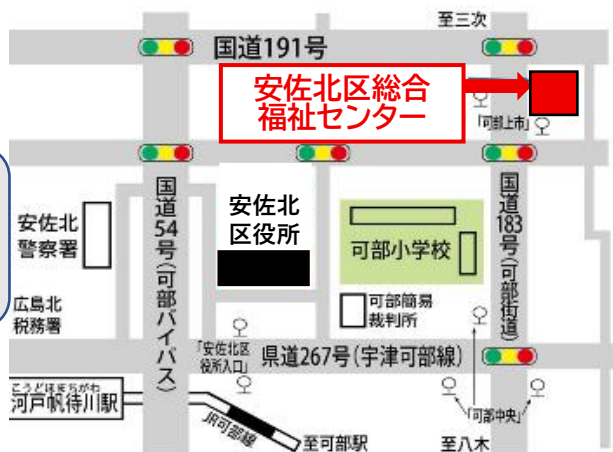 至三次
国道191号
安佐北区総合
福祉センター
「可部上市」
安佐北
警察署
国道54号(可部バイパス)
安佐北
区役所
可部小学校
国道183号(可部街道)
広島北
税務署
可部簡易
裁判所
「安佐北区
役所入口」
県道267号(宇津可部線)
こうどほまちがわ
河戸帆待川駅
JR可部線
至可部駅
「可部中央」
至八木